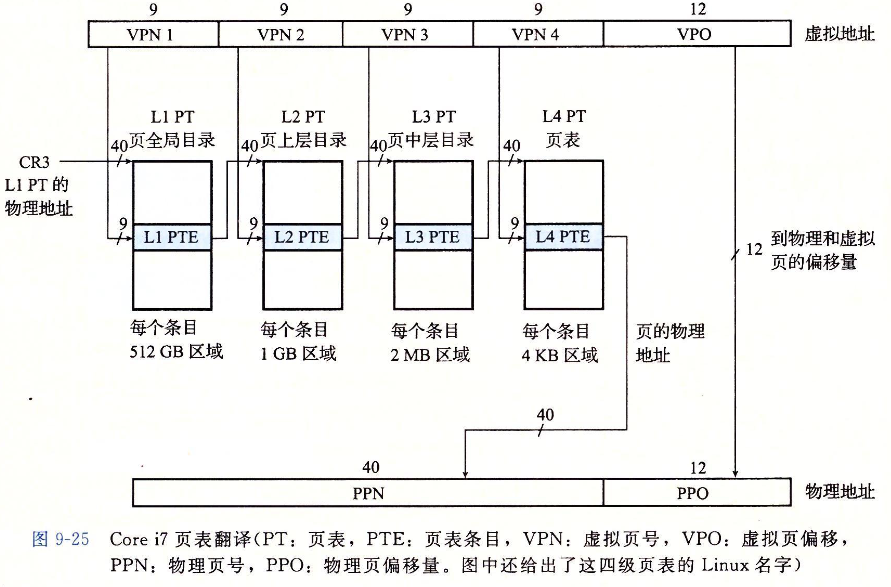 9 9 9 9 12
VPN 1 VPN 2 VPN 3 VPN 4 VPO 虚拟地址
L1 PT L2 PT L3 PT L4 PT
页全局目录 页上层目录 页中层目录 页表
40 40 40 40
CR3
L1 PT 的
物理地址
9 9 9 9
L1 PTE L2 PTE L3 PTE L4 PTE
12 到物理和虚拟
页的偏移量
每个条目 每个条目 每个条目 每个条目
512 GB 区域 1 GB 区域 2 MB 区域 4 KB 区域
页的物理
地址
40
40 12
PPN PPO 物理地址
图 9-25 Core i7 页表翻译(PT：页表，PTE：页表条目，VPN：虚拟页号，VPO：虚拟页偏移，
PPN：物理页号，PPO：物理页偏移量。图中还给出了这四级页表的 Linux 名字)